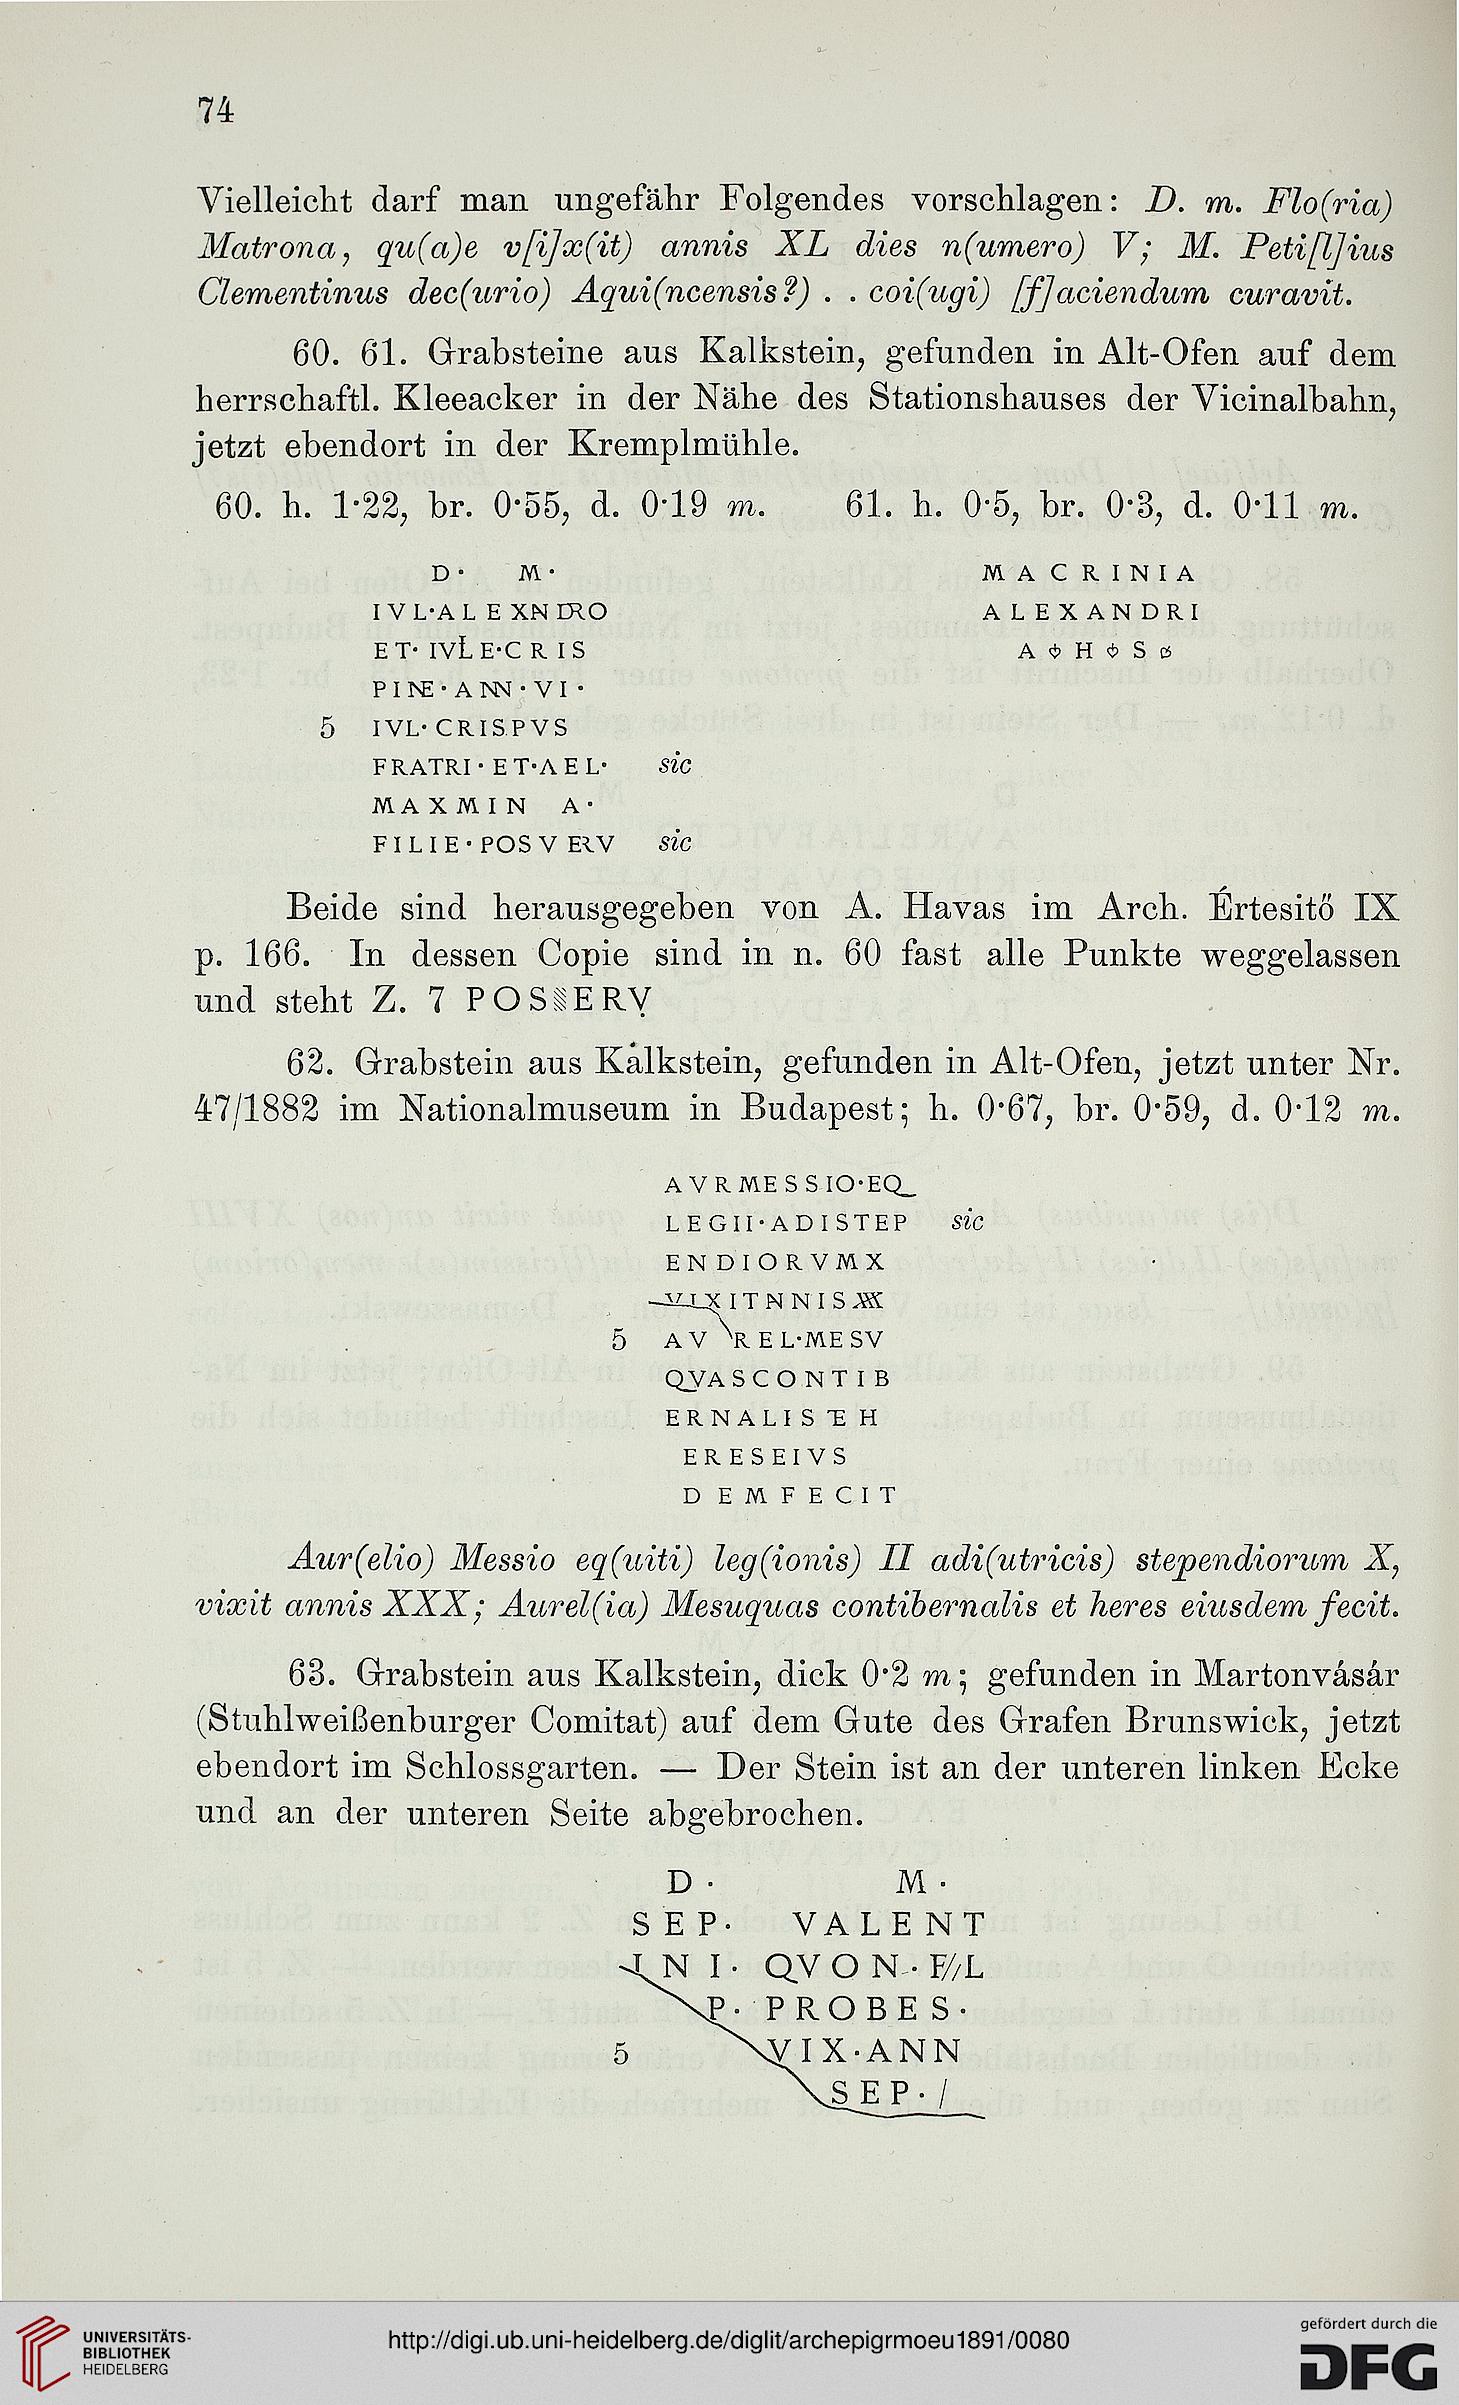 74
Vielleicht darf man ungefähr Folgendes vorschlagen: D. m. Flo(ria)
Matrona, qu(a)e v[i]x(it) annis XL dies n(umero) V; M. Peti[l]ius
Clementinus dec(urio) Aqui(ncensis?) . . coi(ugi) [f]aciendum curavit.
60. 61. Grabsteine aus Kalkstein, gefunden in Alt-Ofen auf dem
herrschaftl. Kleeacker in der Nähe des Stationshauses der Vicinalbahn,
jetzt ebendort in der Kremplmühle.
60. h. 1·22, br. 0·55, d. 0·19 m. 61. h. 0·5, br. 0·3, d. 0·11 m.
D· M·
IVL·ALEXNDRO
ET·IVLE·CRIS
PINE·ANN·VI·
5 IVL·CRISPVS
FRATRI·ET·AEL· sic
MAXMIN A·
FILIE·POSVERV sic
MACRINIA
ALEXANDRI
A H S
Beide sind herausgegeben von A. Havas im Arch. Értesitő IX
p. 166. In dessen Copie sind in n. 60 fast alle Punkte weggelassen
und steht Z. 7 POS ERV
62. Grabstein aus Kalkstein, gefunden in Alt-Ofen, jetzt unter Nr.
47/1882 im Nationalmuseum in Budapest; h. 0·67, br. 0·59, d. 0·12 m.
AVRMESSIO·EQ
LEGII·ADISTEP sic
ENDIORVMX
VIXITNNISXXX
5 AV REL·MESV
QVASCONTIB
ERNALISEH
ERESEIVS
DEMFECIT
Aur(elio) Messio eq(uiti) leg(ionis) II adi(utricis) stependiorum X,
vixit annis XXX; Aurel(ia) Mesuquas contibernalis et heres eiusdem fecit.
63. Grabstein aus Kalkstein, dick 0·2 m; gefunden in Martonvásár
(Stuhlweißenburger Comitat) auf dem Gute des Grafen Brunswick, jetzt
ebendort im Schlossgarten. — Der Stein ist an der unteren linken Ecke
und an der unteren Seite abgebrochen.
D· M·
SEP· VALENT
INI· QVON·F//L
P· PROBES·
5 VIX·ANN
SEP·/
UNIVERSITÄTS-
BIBLIOTHEK
HEIDELBERG
http://digi.ub.uni-heidelberg.de/diglit/archepigrmoeu1891/0080
gefördert durch die
DFG